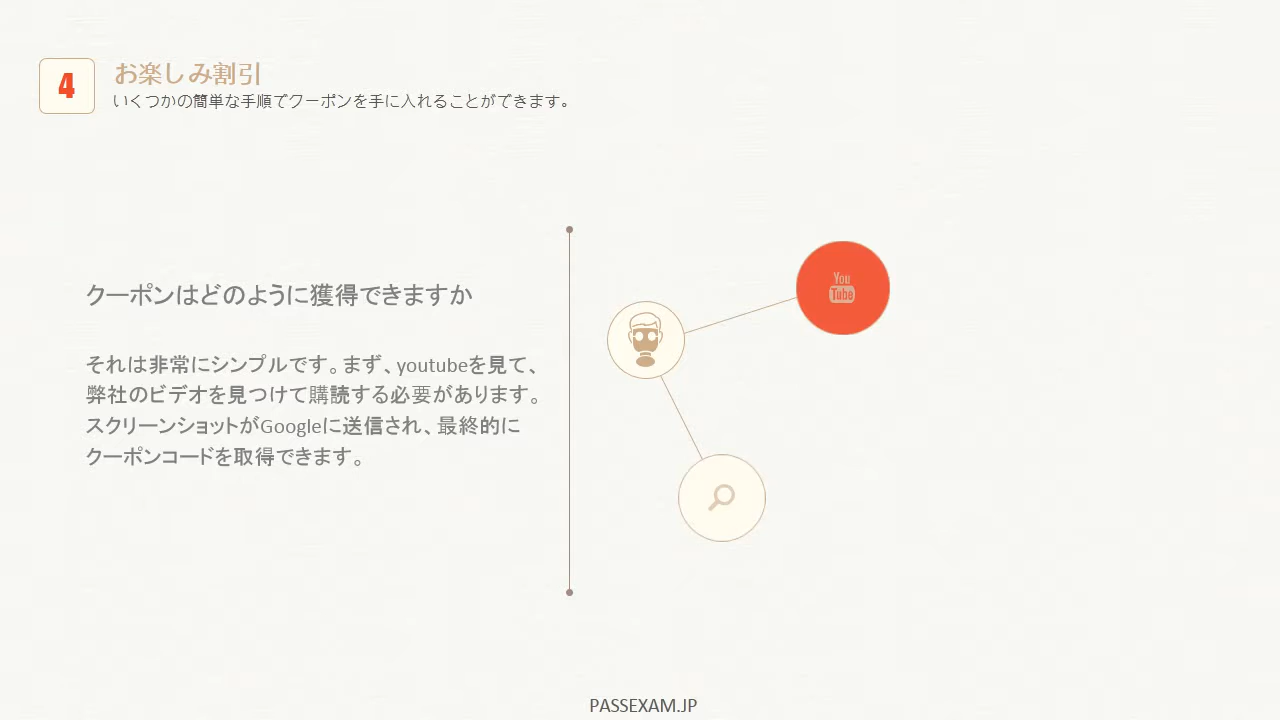 4
お楽しみ割引
いくつかの簡単な手順でクーポンを手に入れることができます。
クーポンはどのように獲得できますか
それは非常にシンプルです。まず、youtubeを見て、
弊社のビデオを見つけて購読する必要があります。
スクリーンショットがGoogleに送信され、最終的に
クーポンコードを取得できます。
You
Tube
PASSEXAM.JP